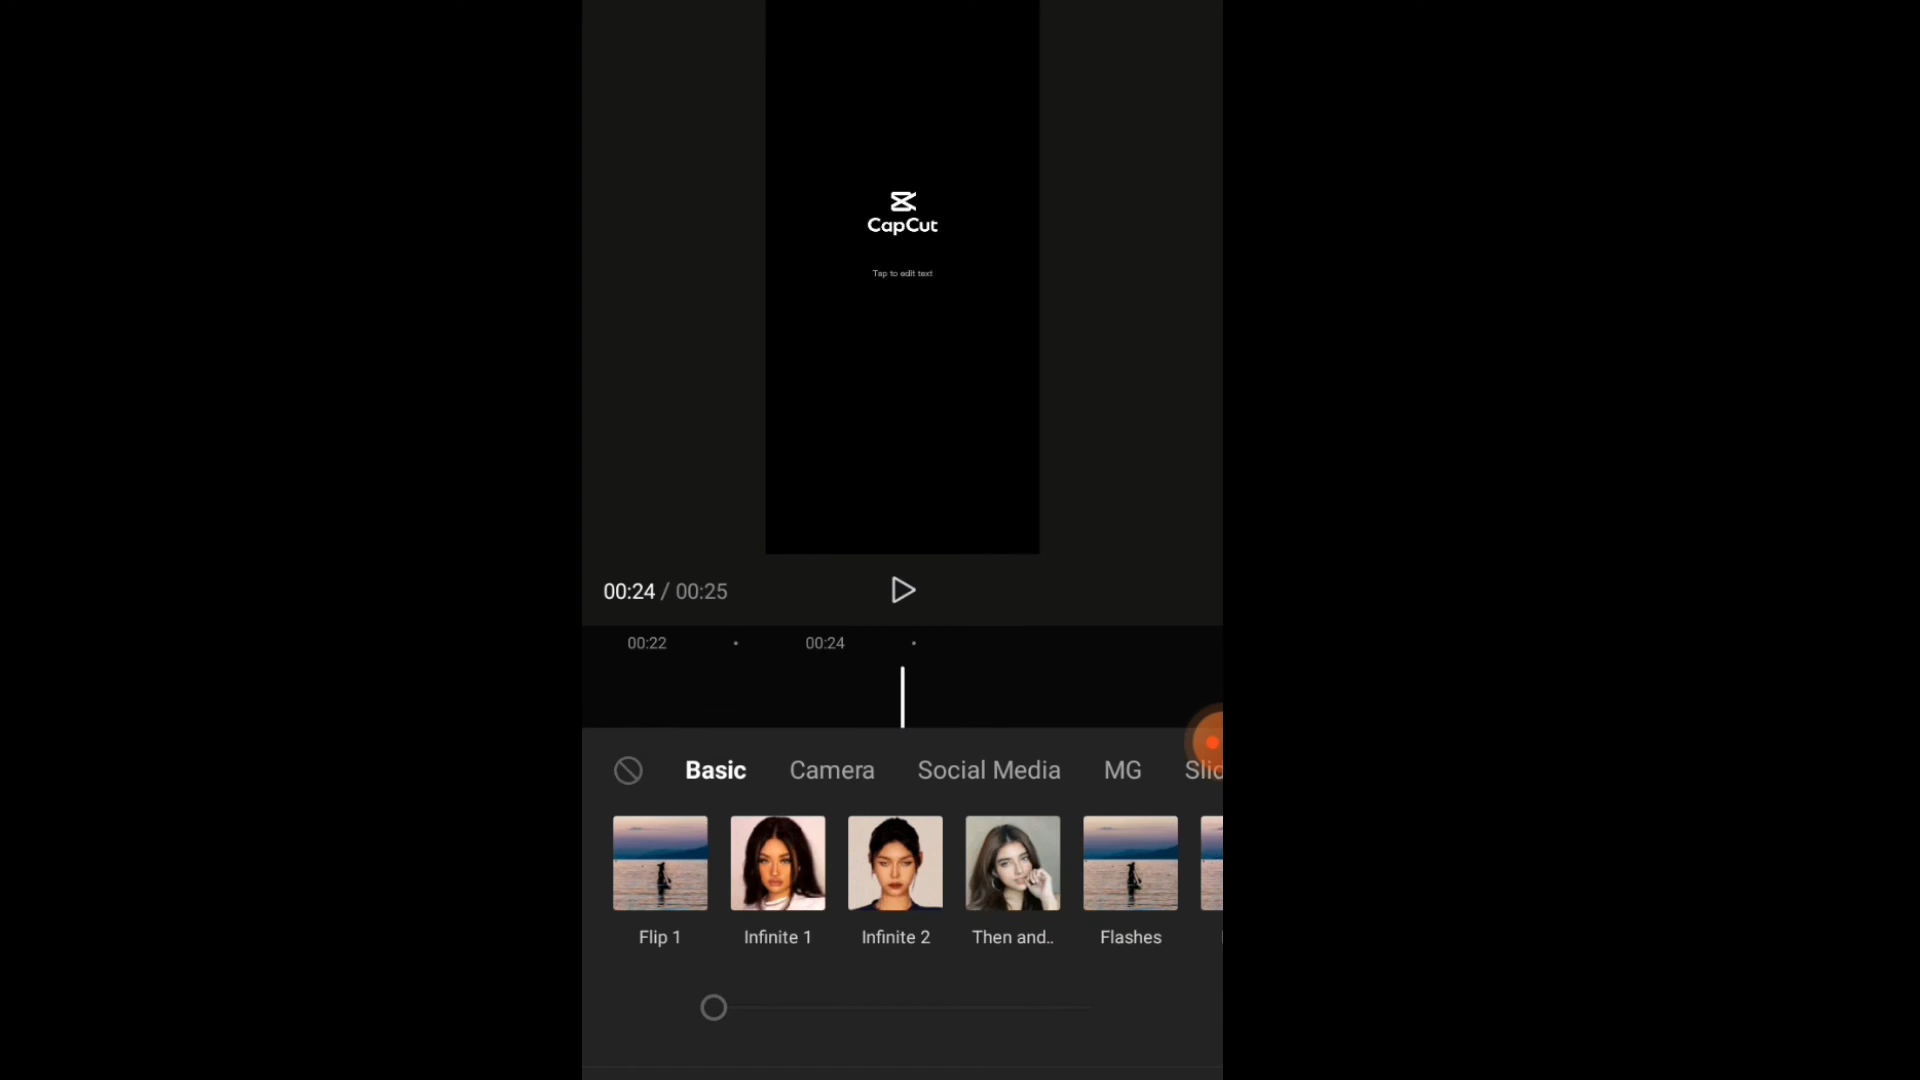 CapCut
Tap to edit text
00:24 / 00:25
00:22 00:24
Basic Camera Social Media MG
Flip 1 Infinite 1 Infinite 2 Then and.. Flashes